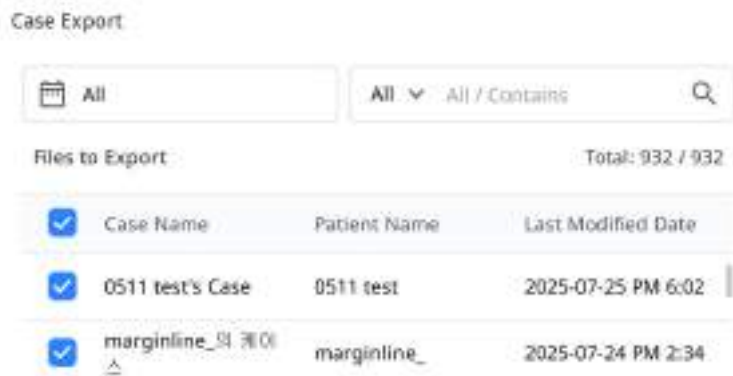 Case Export
All
All All / Contains
Files to Export
Total: 932 / 932
Case Name Patient Name Last Modified Date
0511 test's Case 0511 test 2025-07-25 PM 6:02
marginline_의 케이
스 marginline_ 2025-07-24 PM 2:34